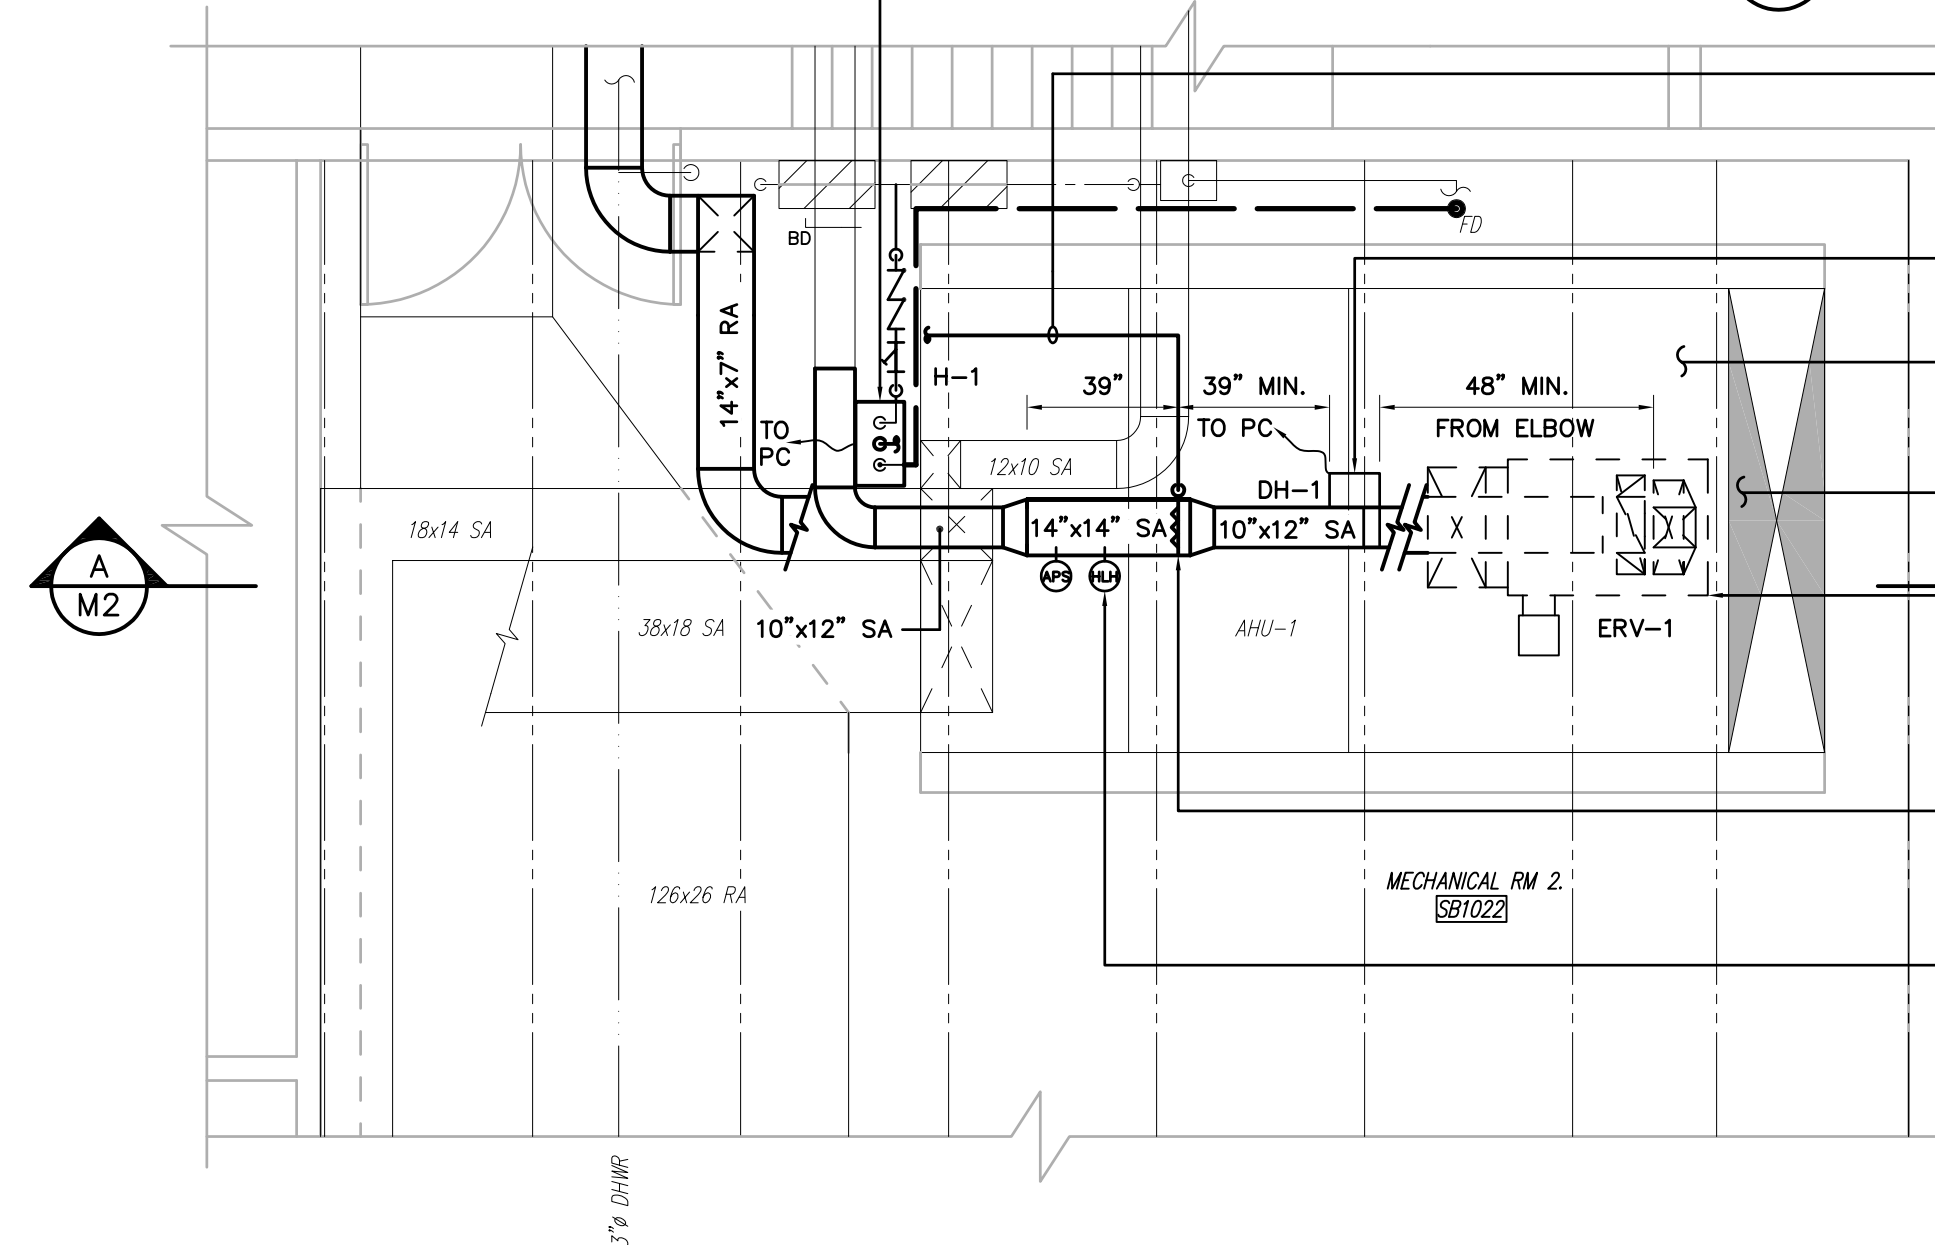 FD
BD
14"x7" RA
H-1
39"
39" MIN.
48" MIN.
TO
PC
TO PC
FROM ELBOW
12x10 SA
DH-1
18x14 SA
14"x14" SA
10"x12" SA
A
M2
APS
HLH
38x18 SA
10"x12" SA
AHU-1
ERV-1
MECHANICAL RM 2.
SB1022
126x26 RA
3"ø DHWR